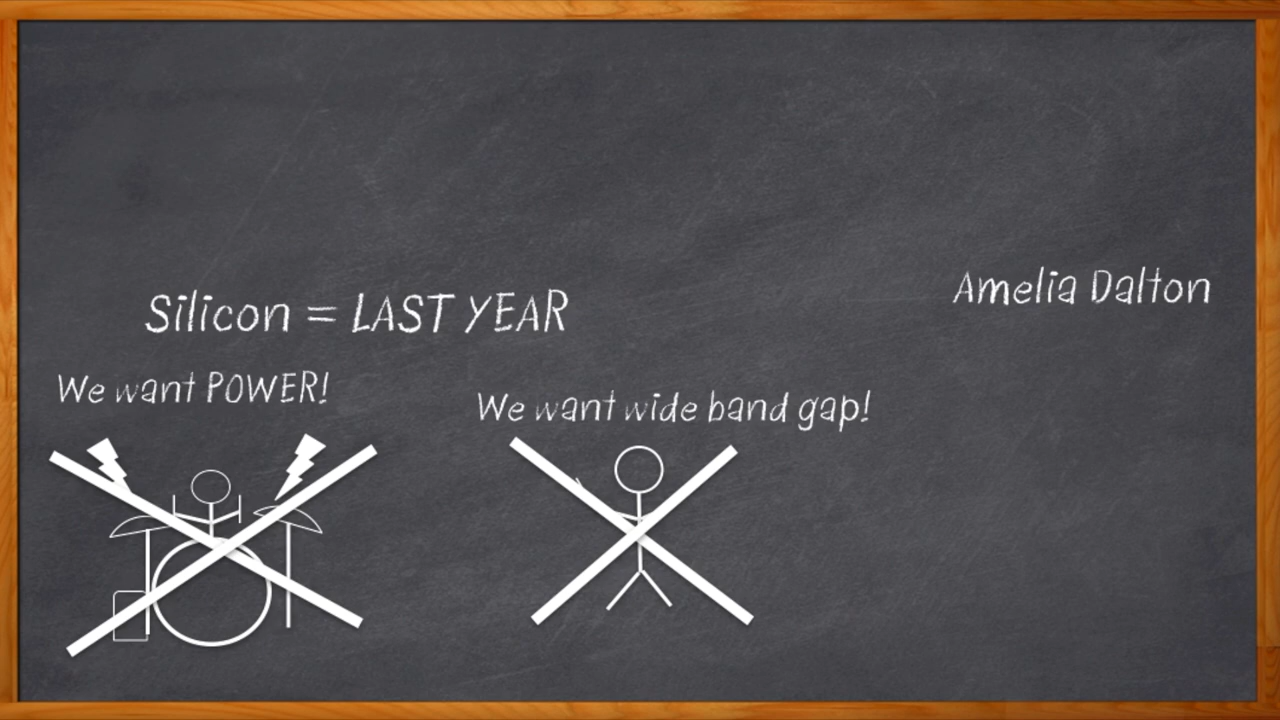 Silicon = LAST YEAR
Amelia Dalton
We want POWER!
We want wide band gap!